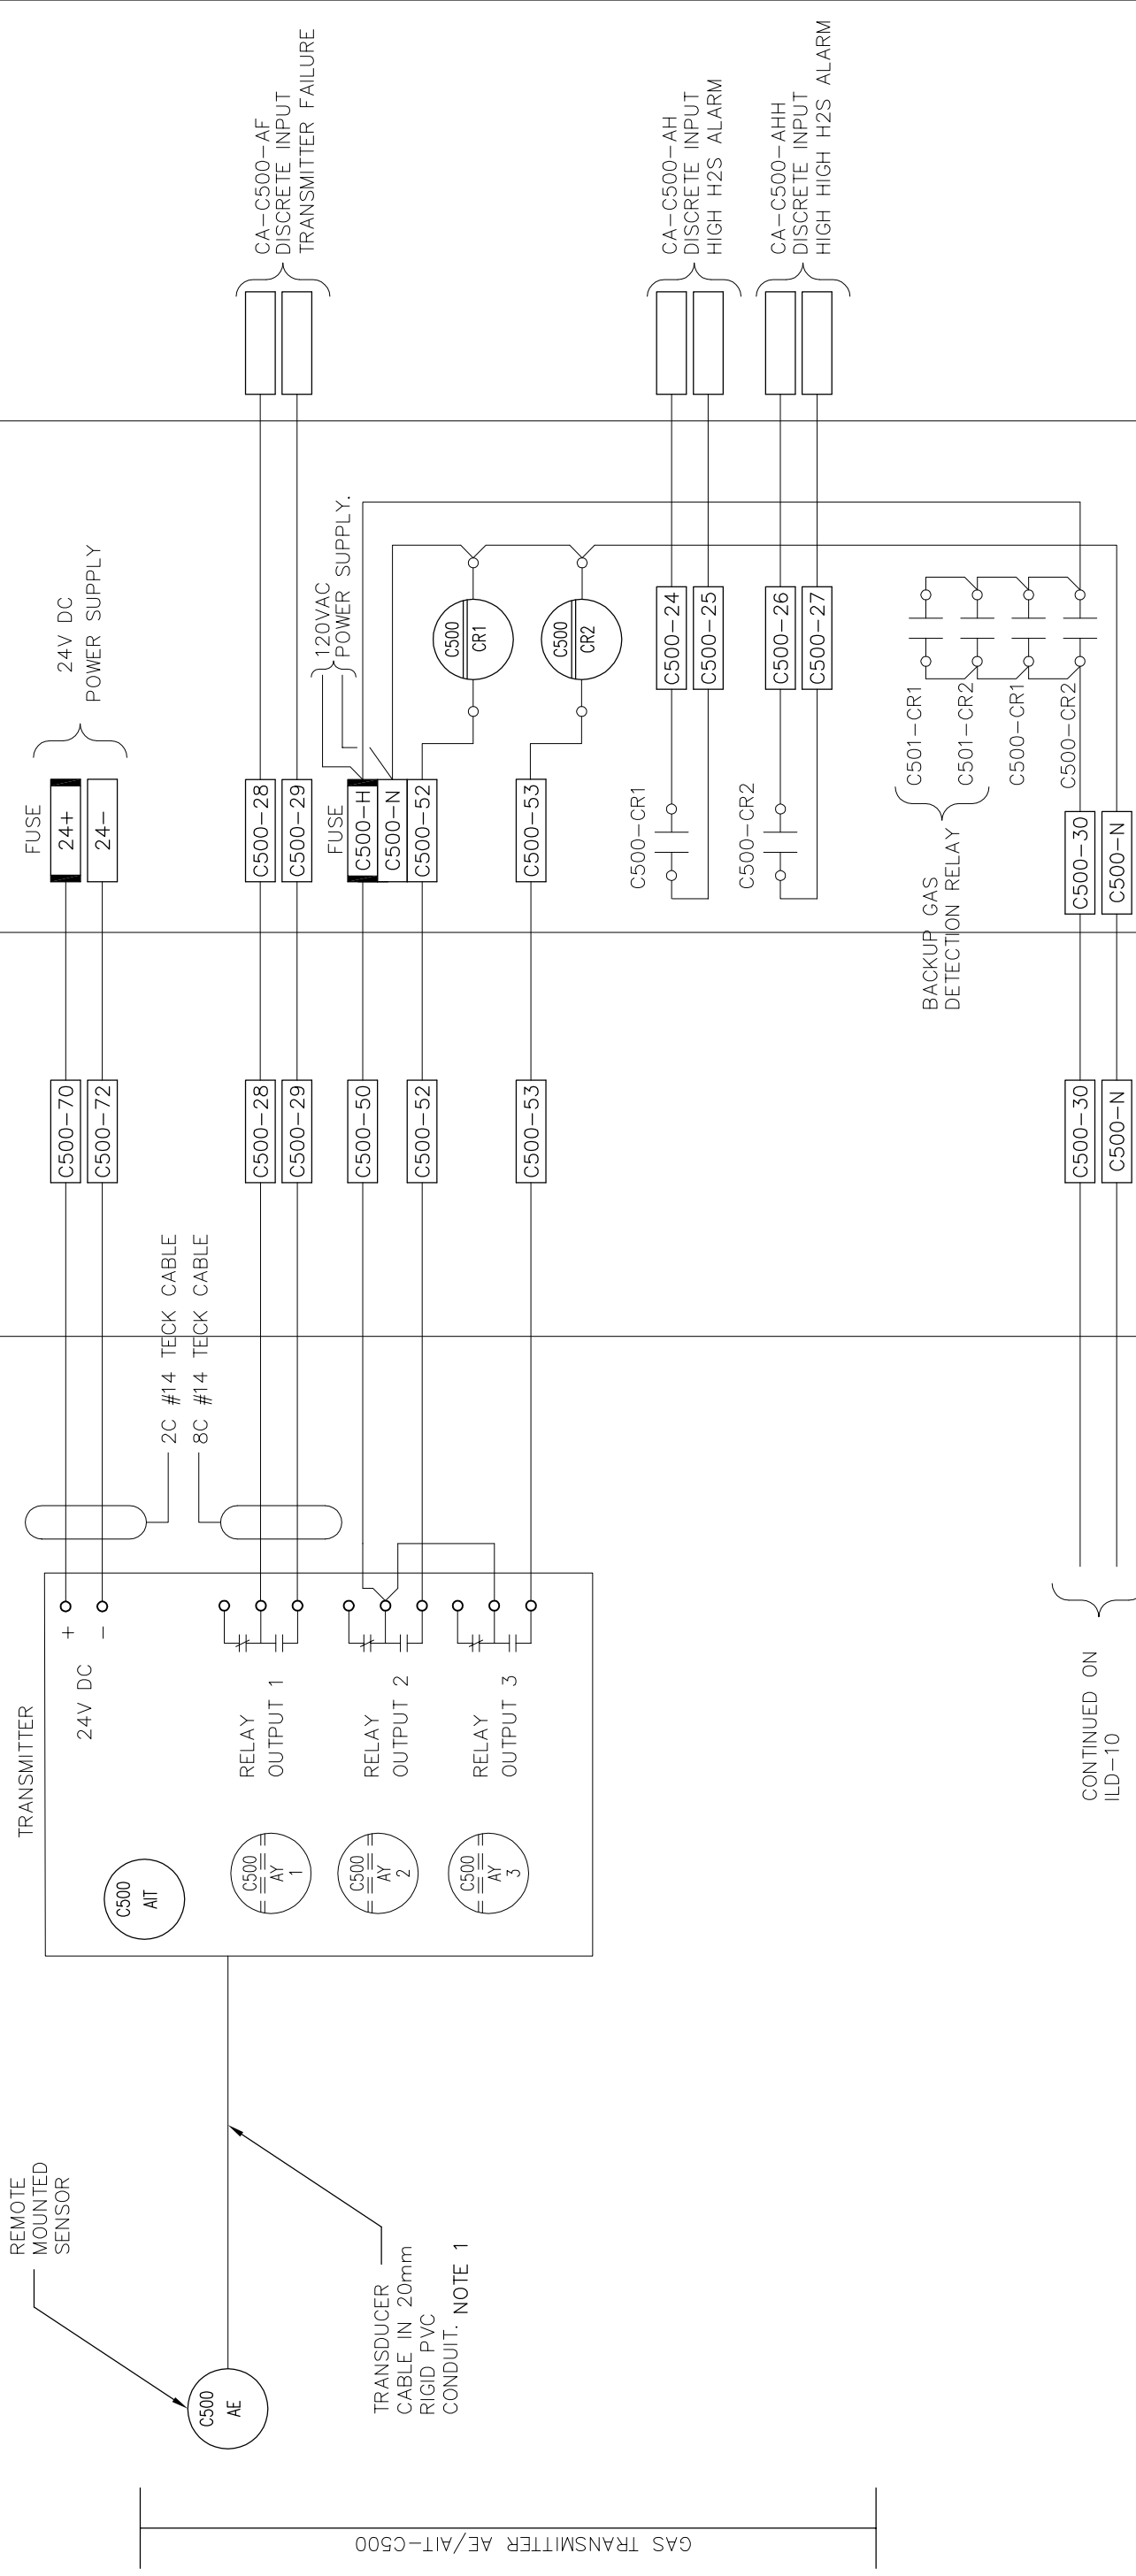 GAS TRANSMITTER AE/AIT-C500
REMOTE
MOUNTED
SENSOR
C500
AE
TRANSDUCER
CABLE IN 20mm
RIGID PVC
CONDUIT. NOTE 1
TRANSMITTER
C500
AIT
24V DC
+
-
C500
AY
1
RELAY
OUTPUT 1
C500
AY
2
RELAY
OUTPUT 2
C500
AY
3
RELAY
OUTPUT 3
2C #14 TECK CABLE
8C #14 TECK CABLE
CONTINUED ON
ILD-10
C500-70
C500-72
C500-28
C500-29
C500-50
C500-52
C500-53
C500-30
C500-N
FUSE
24+
24-
24V DC
POWER SUPPLY
C500-28
C500-29
FUSE
C500-H
C500-N
C500-52
C500-53
120VAC
POWER SUPPLY.
C500
CR1
C500
CR2
C500-CR1
C500-24
C500-25
C500-CR2
C500-26
C500-27
BACKUP GAS
DETECTION RELAY
C501-CR1
C501-CR2
C500-CR1
C500-CR2
C500-30
C500-N
CA-C500-AF
DISCRETE INPUT
TRANSMITTER FAILURE
CA-C500-AH
DISCRETE INPUT
HIGH H2S ALARM
CA-C500-AHH
DISCRETE INPUT
HIGH HIGH H2S ALARM